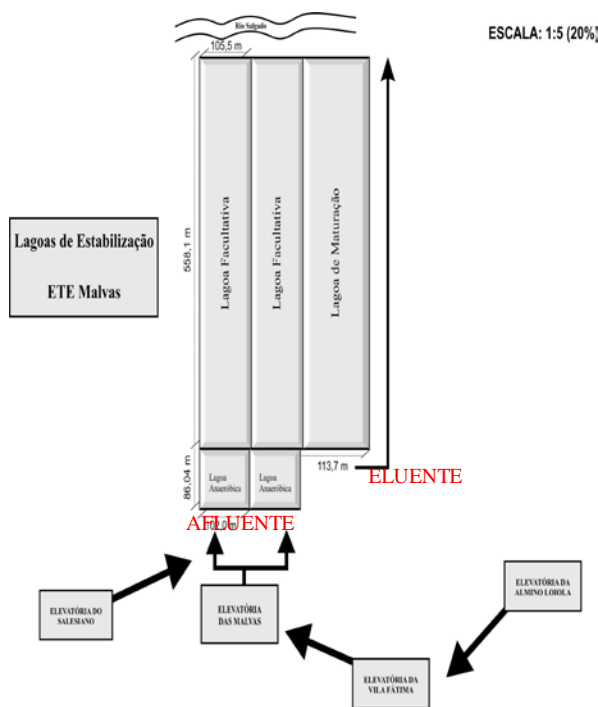 Rio Salgado
ESCALA: 1:5 (20%)
105,5 m
558,1 m
Lagoa Facultativa
Lagoa Facultativa
Lagoa de Maturação
Lagoas de Estabilização
ETE Malvas
86,04 m
Lagoa
Anaeróbica
Lagoa
Anaeróbica
113,7 m
ELUENTE
AFLUENTE
102,0 m
ELEVATÓRIA DO
SALESIANO
ELEVATÓRIA
DAS MALVAS
ELEVATÓRIA DA
ALMINO LOIOLA
ELEVATÓRIA DA
VILA FÁTIMA